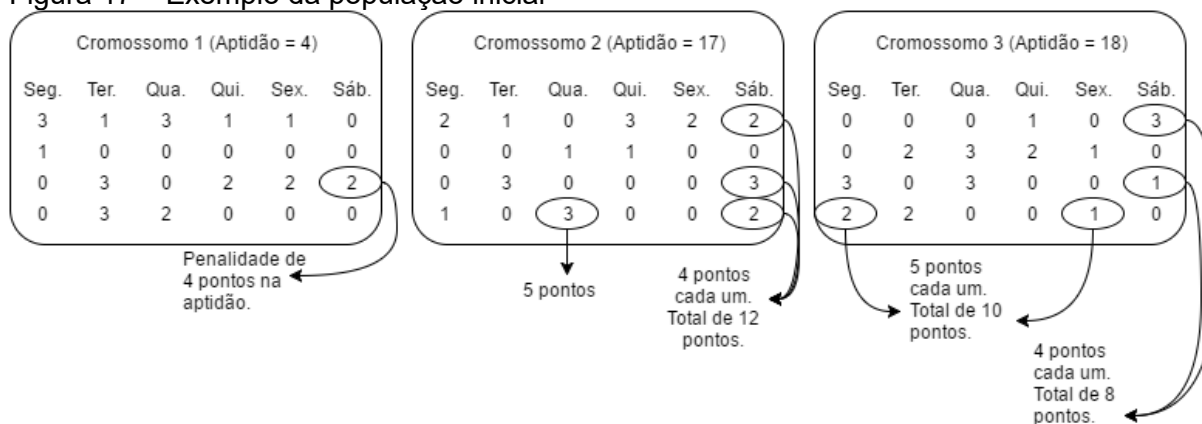 Figura 17 – Exemplo da população inicial
Cromossomo 1 (Aptidão = 4)
Seg. Ter. Qua. Qui. Sex. Sáb.
3 1 3 1 1 0
1 0 0 0 0 0
0 3 0 2 2 2
0 3 2 0 0 0
Penalidade de
4 pontos na
aptidão.
Cromossomo 2 (Aptidão = 17)
Seg. Ter. Qua. Qui. Sex. Sáb.
2 1 0 3 2 2
0 0 1 1 0 0
0 3 0 0 0 3
1 0 3 0 0 2
5 pontos
4 pontos
cada um.
Total de 12
pontos.
Cromossomo 3 (Aptidão = 18)
Seg. Ter. Qua. Qui. Sex. Sáb.
0 0 0 1 0 3
0 2 3 2 1 0
3 0 3 0 0 1
2 2 0 0 1 0
5 pontos
cada um.
Total de 10
pontos.
4 pontos
cada um.
Total de 8
pontos.